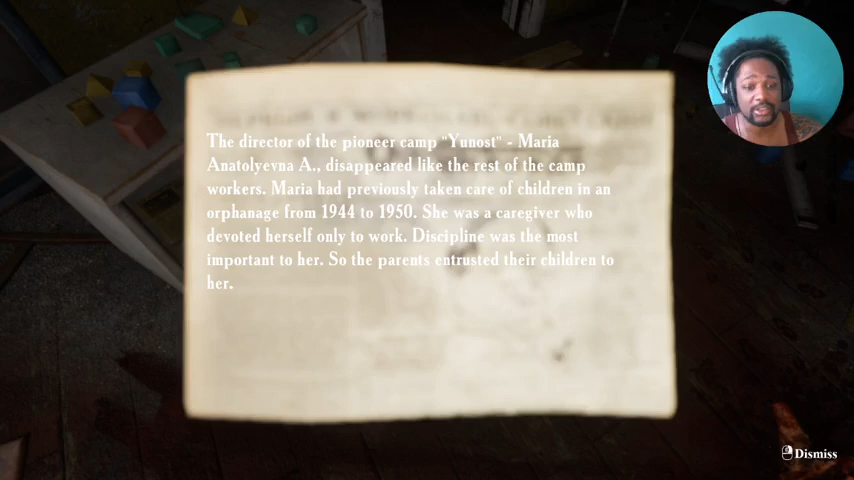 The director of the pioneer camp "Yunost" - Maria
Anatolyevna A., disappeared like the rest of the camp
workers. Maria had previously taken care of children in an
orphanage from 1944 to 1950. She was a caregiver who
devoted herself only to work. Discipline was the most
important to her. So the parents entrusted their children to
her.
Dismiss